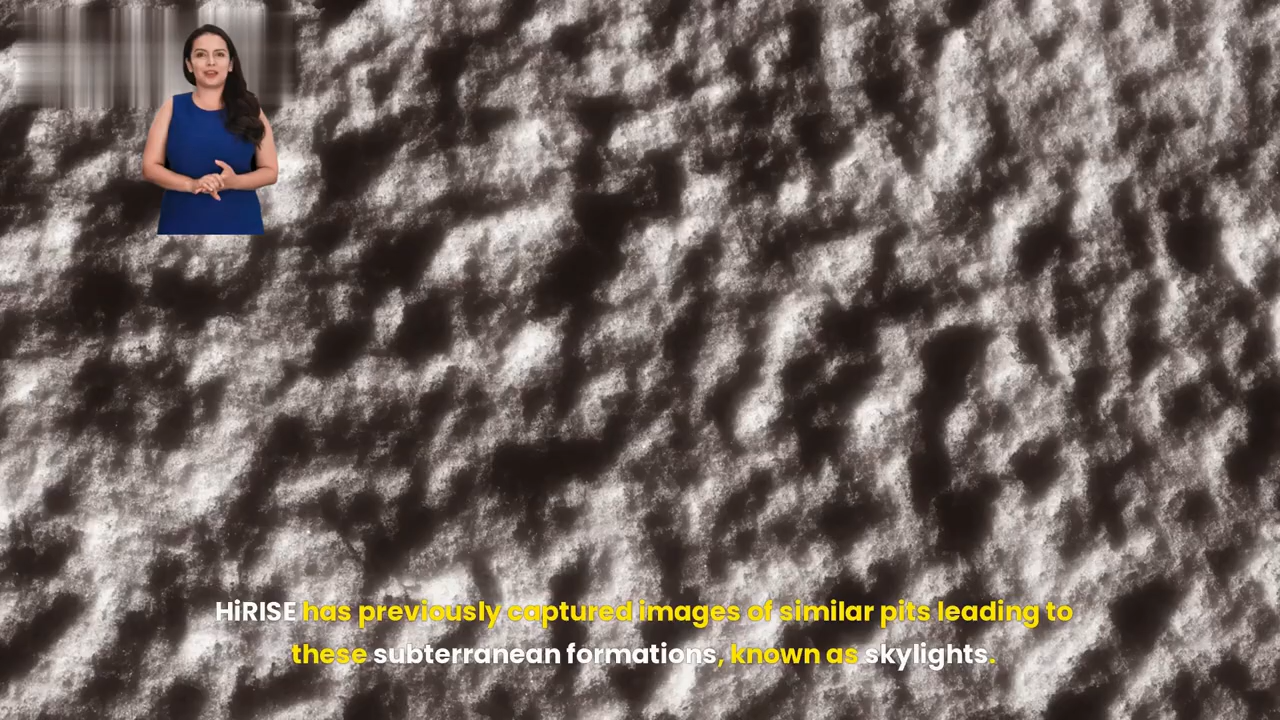 HiRISE has previously captured images of similar pits leading to
these subterranean formations, known as skylights.